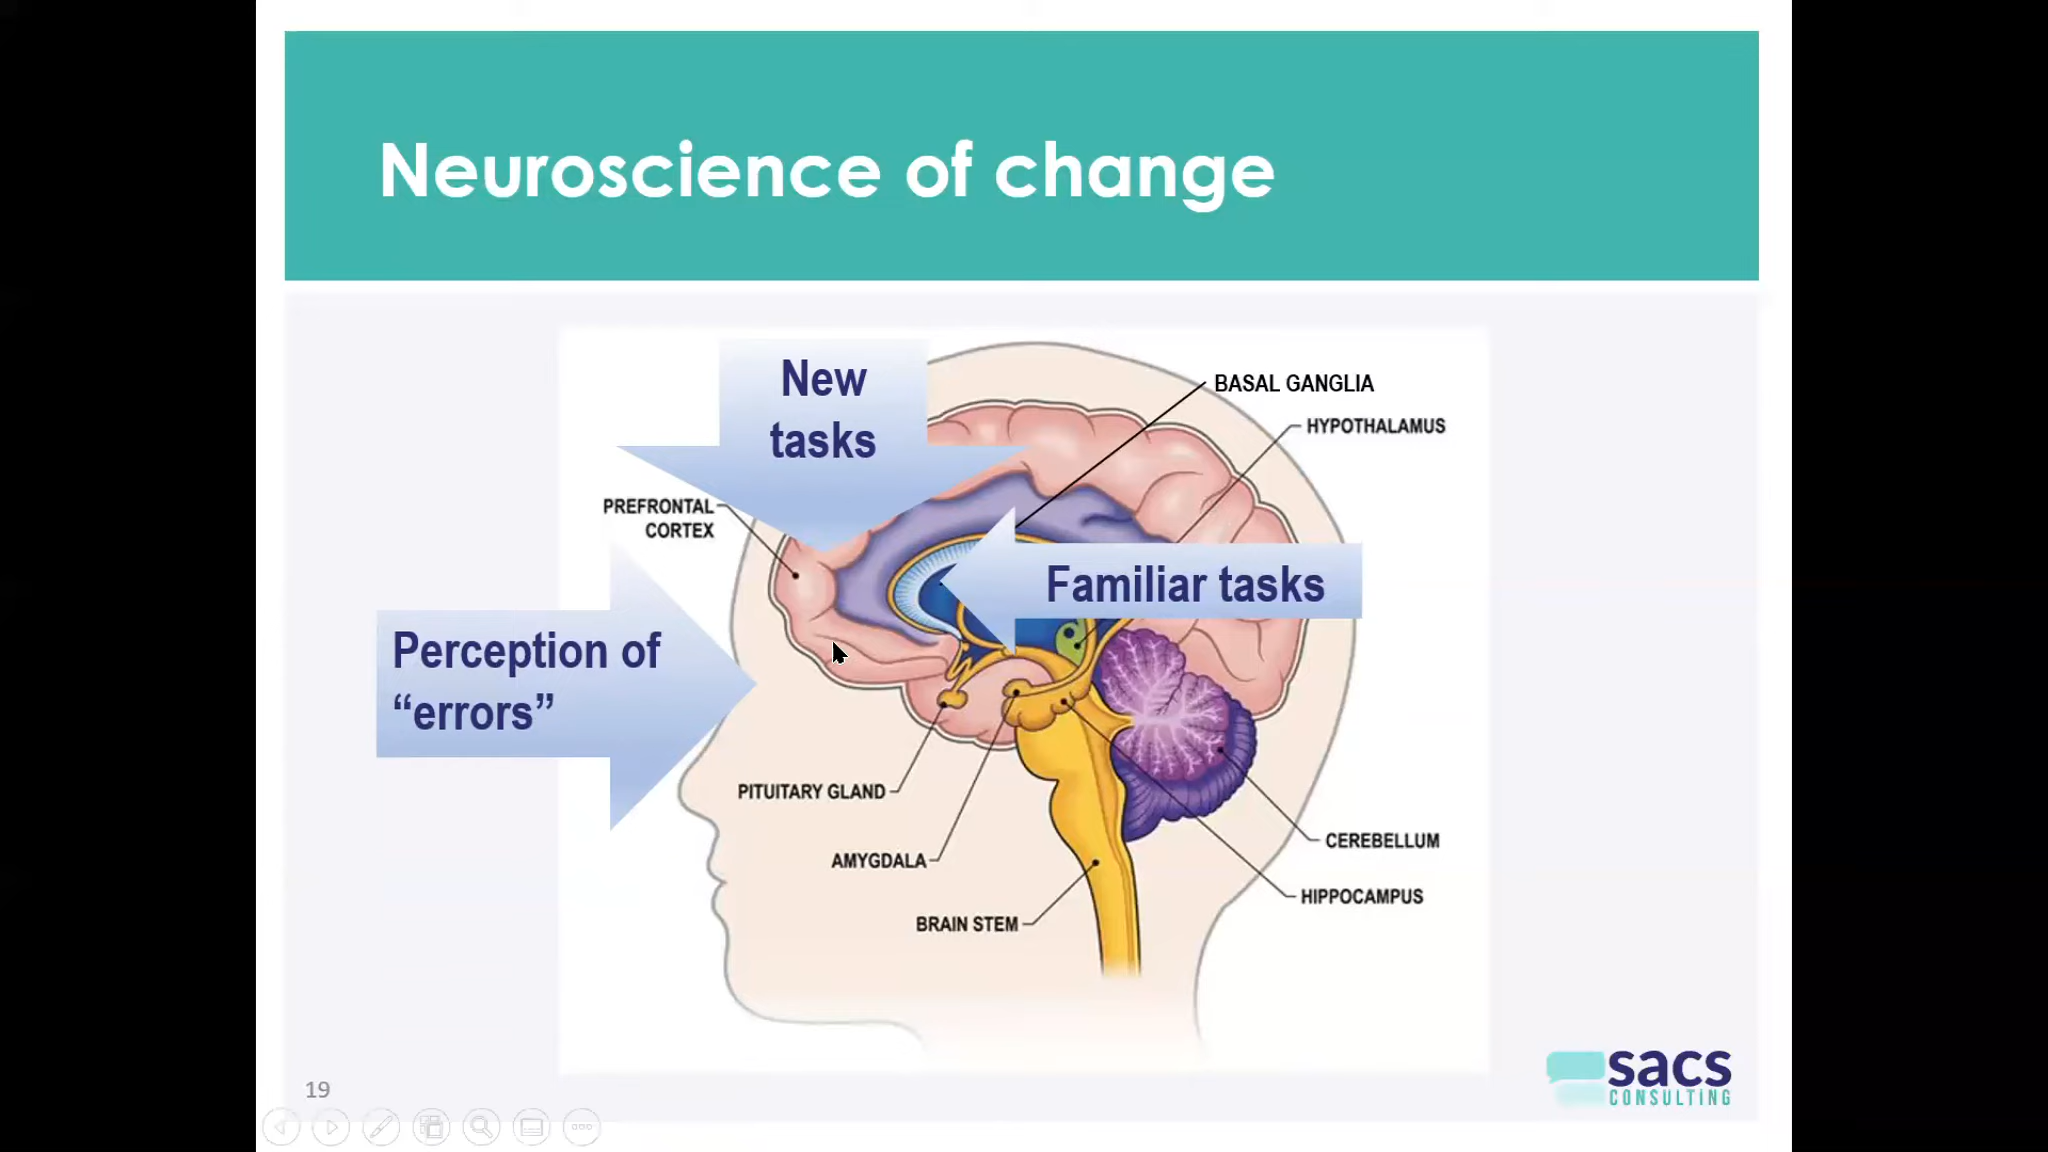 Neuroscience of change
New
tasks
BASAL GANGLIA
HYPOTHALAMUS
PREFRONTAL
CORTEX
Familiar tasks
Perception of
“errors”
PITUITARY GLAND
AMYGDALA
CEREBELLUM
HIPPOCAMPUS
BRAIN STEM
19
sacs
CONSULTING